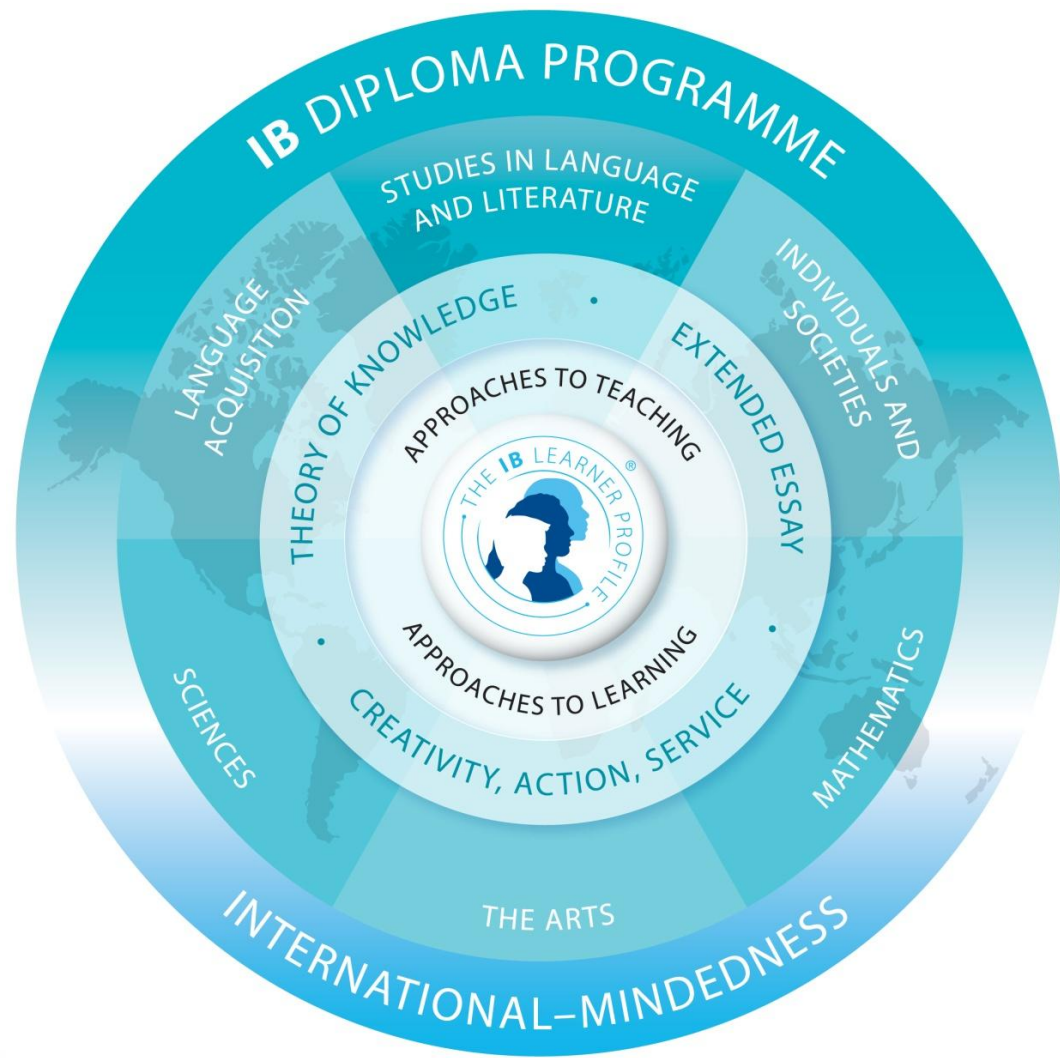 IB DIPLOMA PROGRAMME
STUDIES IN LANGUAGE
AND LITERATURE
LANGUAGE
ACQUISITION
INDIVIDUALS AND
SOCIETIES
THEORY OF KNOWLEDGE
·
EXTENDED ESSAY
APPROACHES TO TEACHING
THE IB LEARNER PROFILE ®
APPROACHES TO LEARNING
·
CREATIVITY, ACTION, SERVICE
·
SCIENCES
MATHEMATICS
THE ARTS
INTERNATIONAL–MINDEDNESS